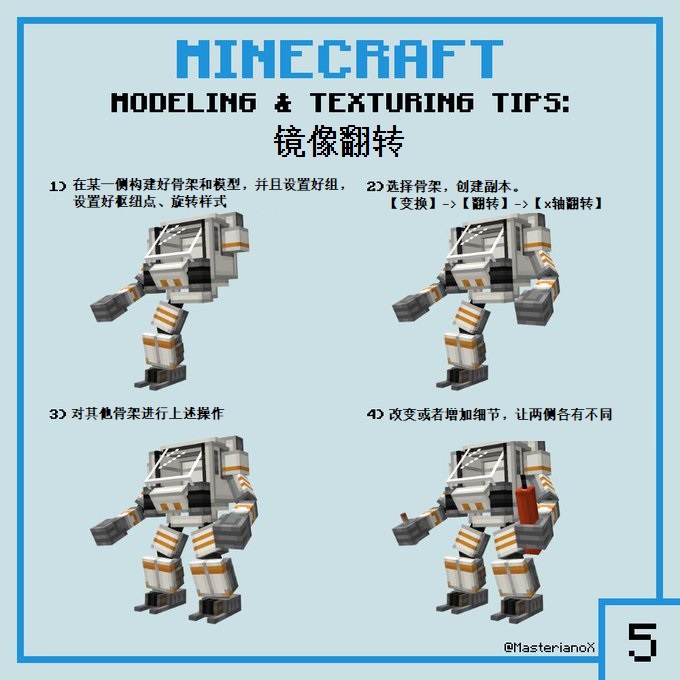 MINECRAFT
MODELING & TEXTURING TIPS:
镜像翻转
1) 在某一侧构建好骨架和模型，并且设置好组，
设置好枢纽点、旋转样式
2) 选择骨架，创建副本。
【变换】->【翻转】->【x轴翻转】
3) 对其他骨架进行上述操作
4) 改变或者增加细节，让两侧各有不同
@MasterianoX
5